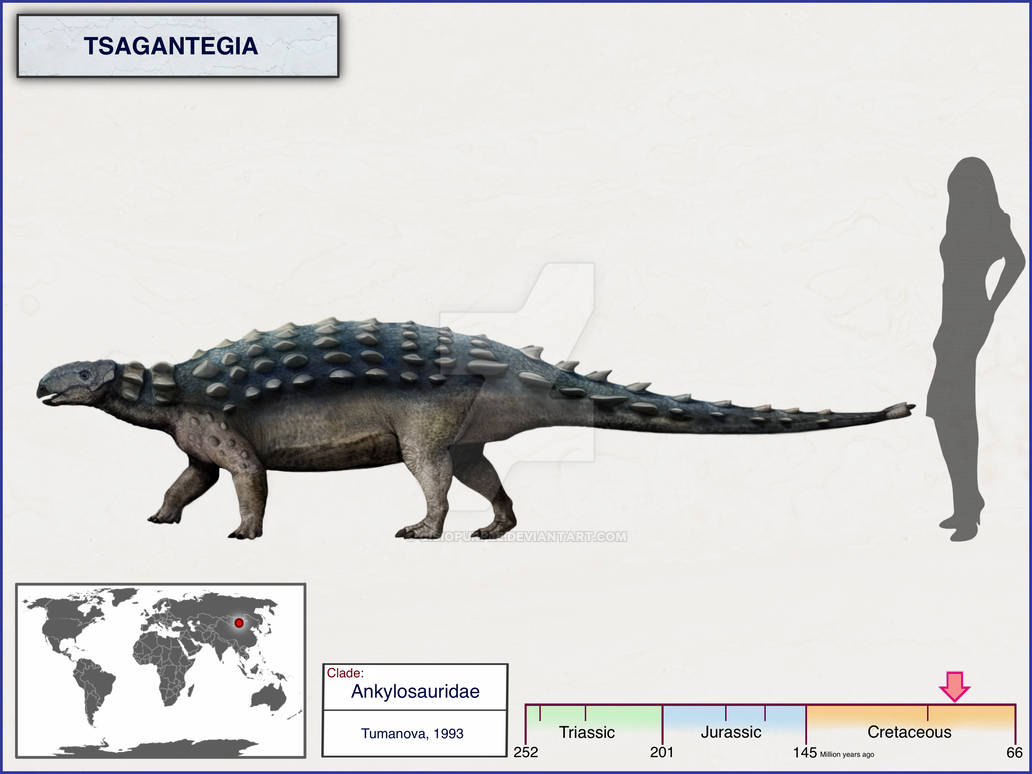 TSAGANTEGIA
Clade:
Ankylosauridae
Tumanova, 1993
Triassic
Jurassic
Cretaceous
252
201
145 Million years ago
66